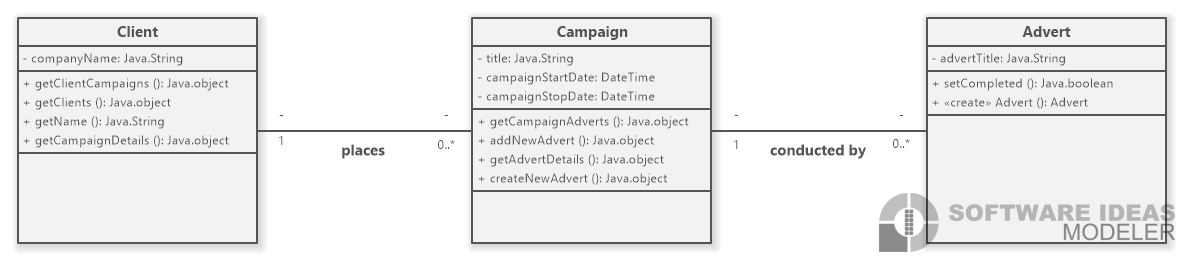 Client
- companyName: Java.String
+ getClientCampaigns (): Java.object
+ getClients (): Java.object
+ getName (): Java.String
+ getCampaignDetails (): Java.object
-
1
places
-
0..*
Campaign
- title: Java.String
- campaignStartDate: DateTime
- campaignStopDate: DateTime
+ getCampaignAdverts (): Java.object
+ addNewAdvert (): Java.object
+ getAdvertDetails (): Java.object
+ createNewAdvert (): Java.object
-
1
conducted by
-
0..*
Advert
- advertTitle: Java.String
+ setCompleted (): Java.boolean
+ «create» Advert (): Advert
SOFTWARE IDEAS
MODELER